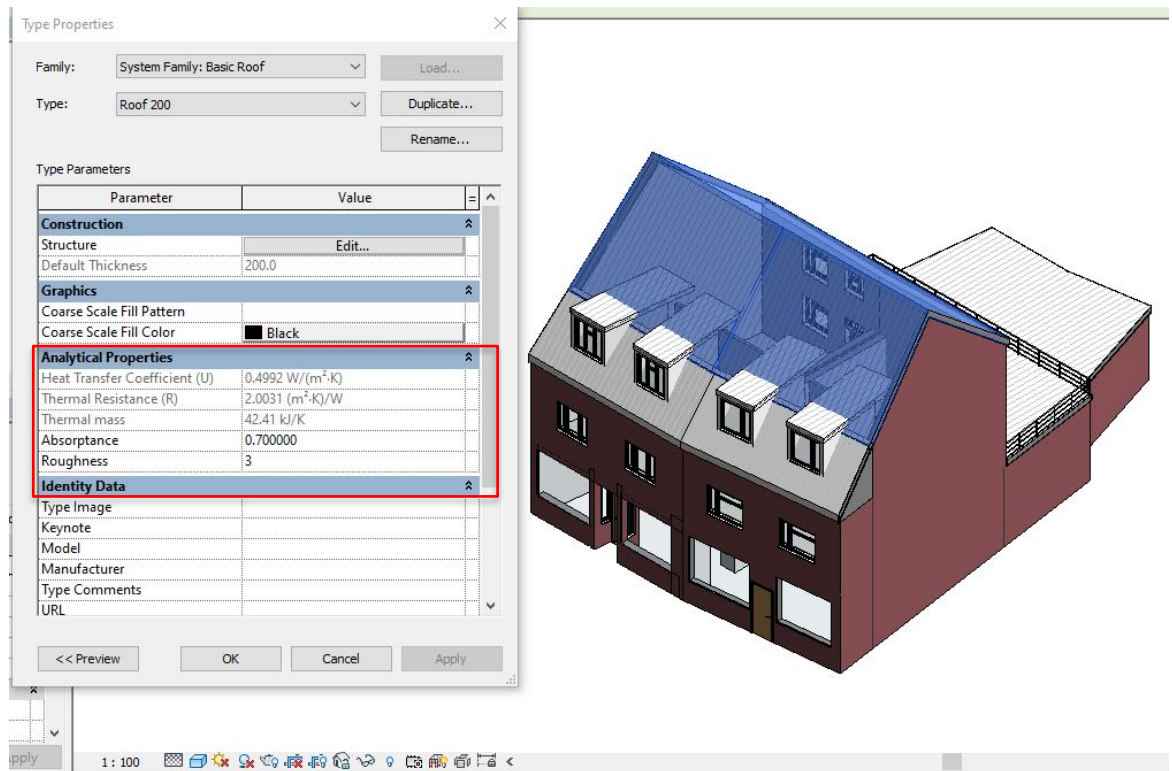 Type Properties
Family: System Family: Basic Roof Load...
Type: Roof 200 Duplicate...
Rename...
Type Parameters
Parameter Value =
Construction
Structure Edit...
Default Thickness 200.0
Graphics
Coarse Scale Fill Pattern
Coarse Scale Fill Color Black
Analytical Properties
Heat Transfer Coefficient (U) 0.4992 W/(m²·K)
Thermal Resistance (R) 2.0031 (m²·K)/W
Thermal mass 42.41 kJ/K
Absorptance 0.700000
Roughness 3
Identity Data
Type Image
Keynote
Model
Manufacturer
Type Comments
URL
<< Preview OK Cancel Apply
1 : 100